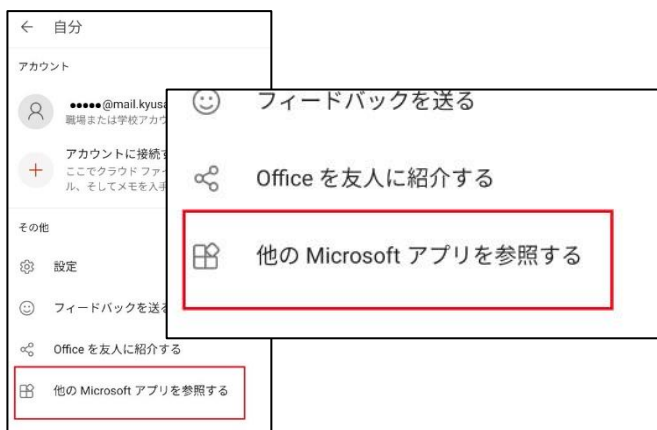 自分
アカウント
●●●●●@mail.kyusa
職場または学校アカウ
アカウントに接続
ここでクラウド ファイ
ル、そしてメモを入手
その他
設定
フィードバックを送る
Office を友人に紹介する
他の Microsoft アプリを参照する
フィードバックを送る
Office を友人に紹介する
他の Microsoft アプリを参照する